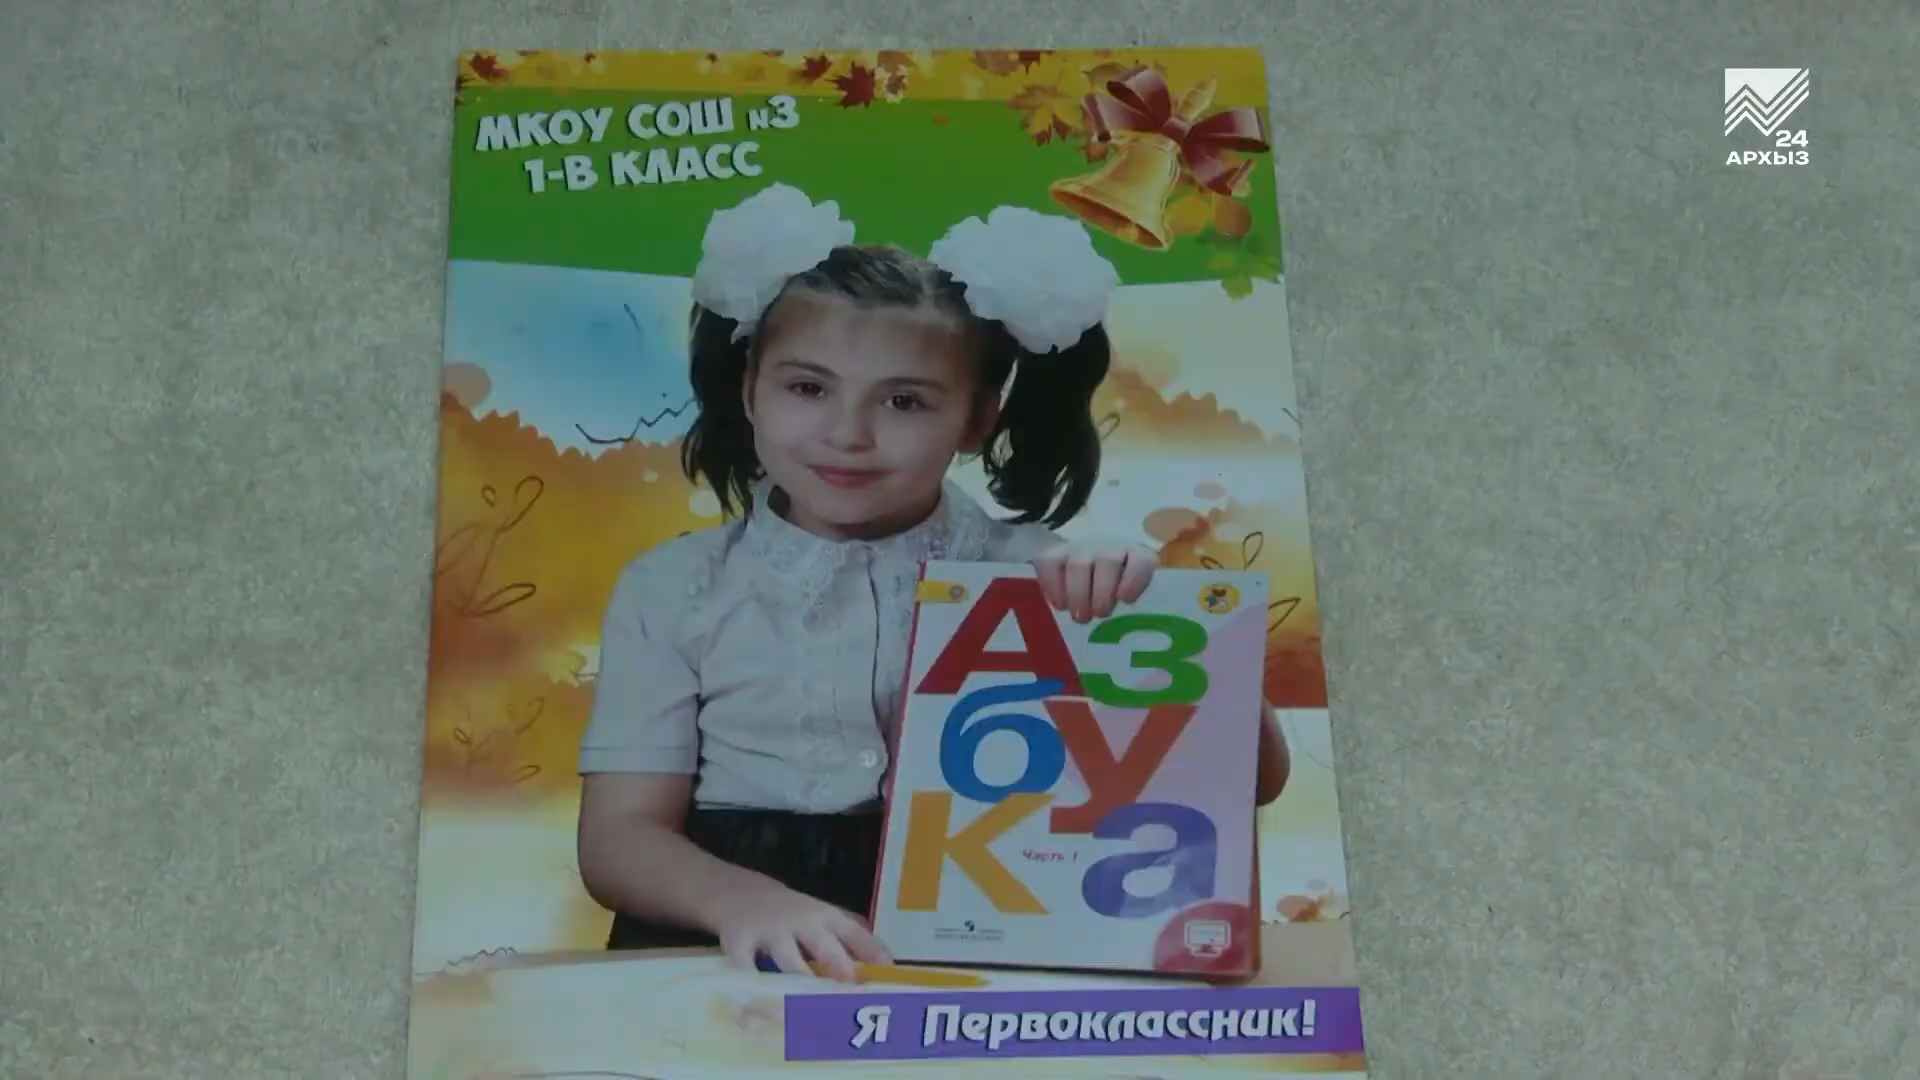 МКОУ СОШ №3
1-В КЛАСС
24
АРХЫЗ
Аз
бу
ка
Часть 1
Я Первоклассник!